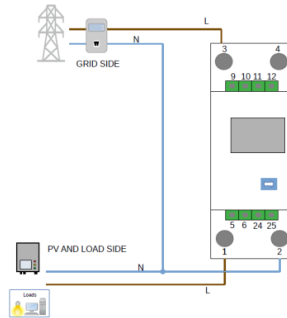 L
N
GRID SIDE
3 4
9 10 11 12
5 6 24 25
1 2
PV AND LOAD SIDE
N
L
Loads